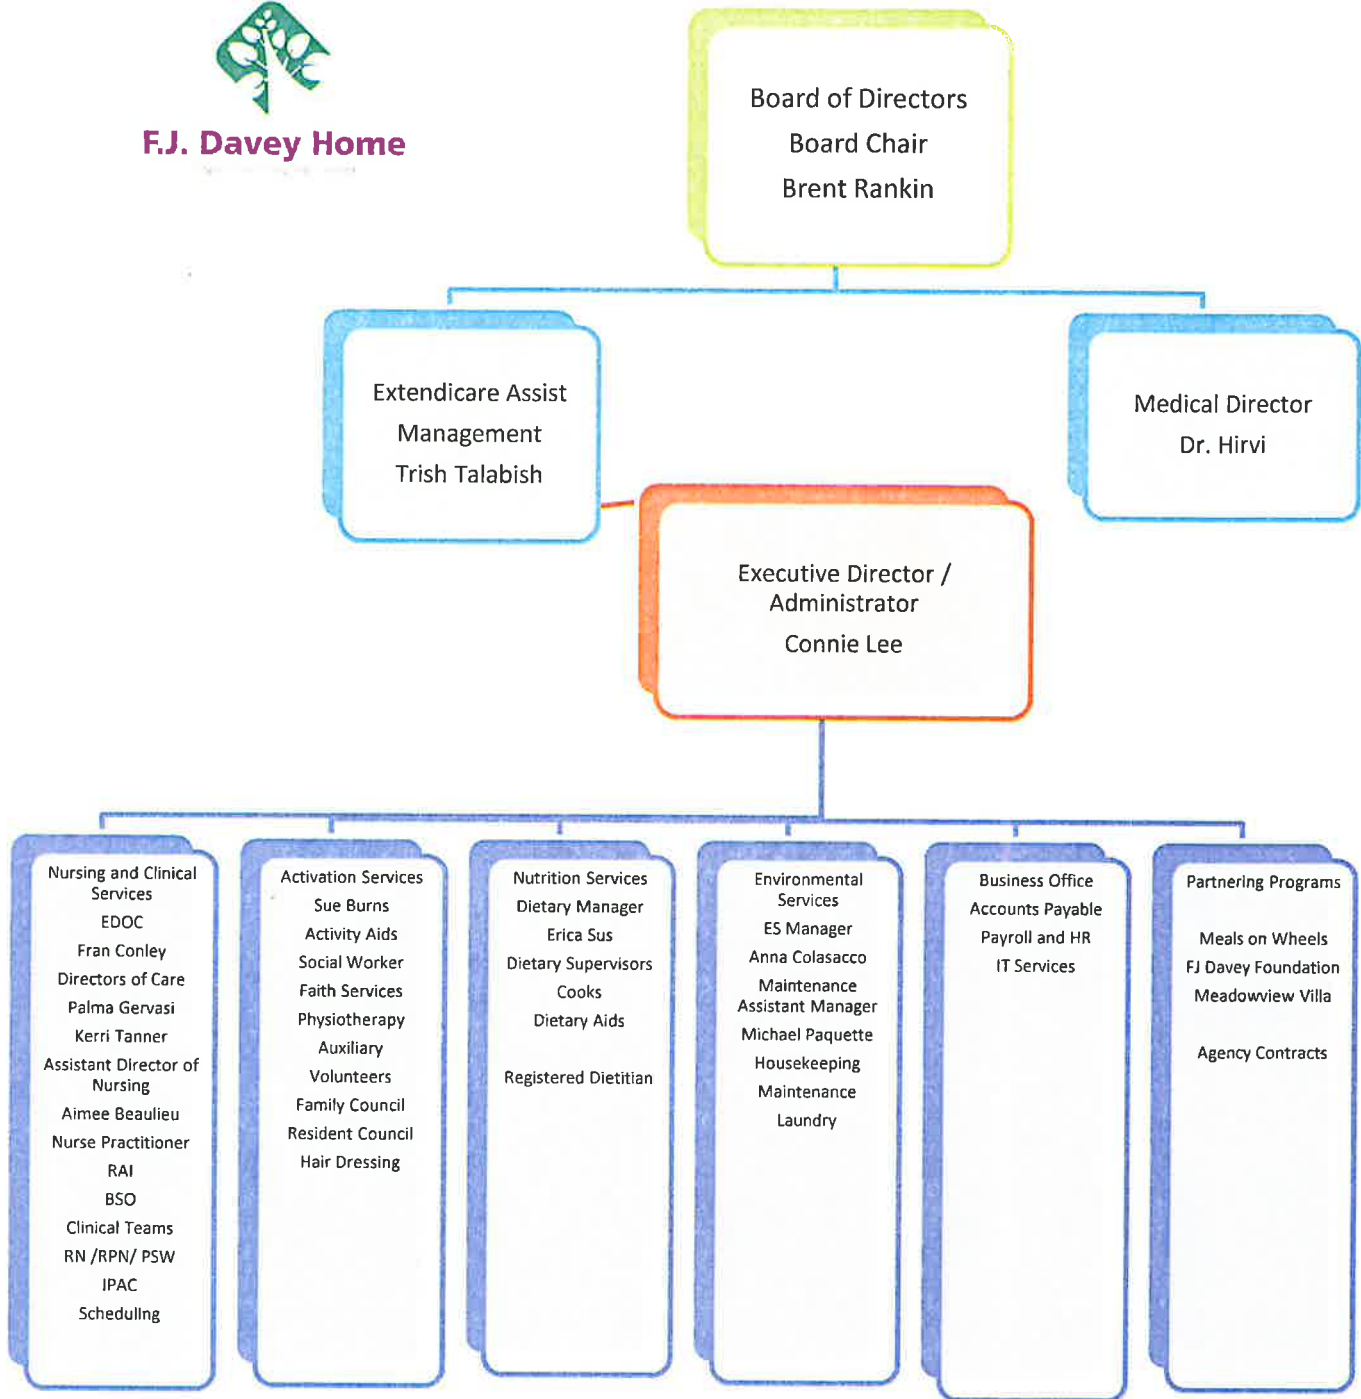 F.J. Davey Home
Board of Directors
Board Chair
Brent Rankin
Extendicare Assist
Management
Trish Talabish
Medical Director
Dr. Hirvi
Executive Director /
Administrator
Connie Lee
Nursing and Clinical
Services
EDOC
Fran Conley
Directors of Care
Palma Gervasi
Kerri Tanner
Assistant Director of
Nursing
Aimee Beaulieu
Nurse Practitioner
RAI
BSO
Clinical Teams
RN /RPN/ PSW
IPAC
Scheduling
Activation Services
Sue Burns
Activity Aids
Social Worker
Faith Services
Physiotherapy
Auxiliary
Volunteers
Family Council
Resident Council
Hair Dressing
Nutrition Services
Dietary Manager
Erica Sus
Dietary Supervisors
Cooks
Dietary Aids
Registered Dietitian
Environmental
Services
ES Manager
Anna Colasacco
Maintenance
Assistant Manager
Michael Paquette
Housekeeping
Maintenance
Laundry
Business Office
Accounts Payable
Payroll and HR
IT Services
Partnering Programs
Meals on Wheels
FJ Davey Foundation
Meadowview Villa
Agency Contracts